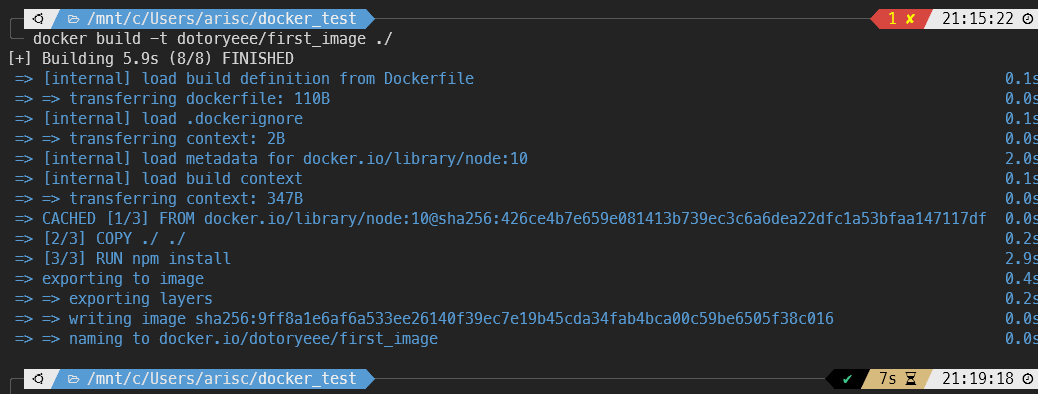 /mnt/c/Users/arisc/docker_test 1 ✘ 21:15:22
docker build -t dotoryeee/first_image ./
[+] Building 5.9s (8/8) FINISHED
=> [internal] load build definition from Dockerfile 0.1s
=> => transferring dockerfile: 110B 0.0s
=> [internal] load .dockerignore 0.1s
=> => transferring context: 2B 0.0s
=> [internal] load metadata for docker.io/library/node:10 2.0s
=> [internal] load build context 0.1s
=> => transferring context: 347B 0.0s
=> CACHED [1/3] FROM docker.io/library/node:10@sha256:426ce4b7e659e081413b739ec3c6a6dea22dfc1a53bfaa147117df 0.0s
=> [2/3] COPY ./ ./ 0.2s
=> [3/3] RUN npm install 2.9s
=> exporting to image 0.4s
=> => exporting layers 0.2s
=> => writing image sha256:9ff8a1e6af6a533ee26140f39ec7e19b45cda34fab4bca00c59be6505f38c016 0.0s
=> => naming to docker.io/dotoryeee/first_image 0.0s
/mnt/c/Users/arisc/docker_test ✔ 7s 21:19:18